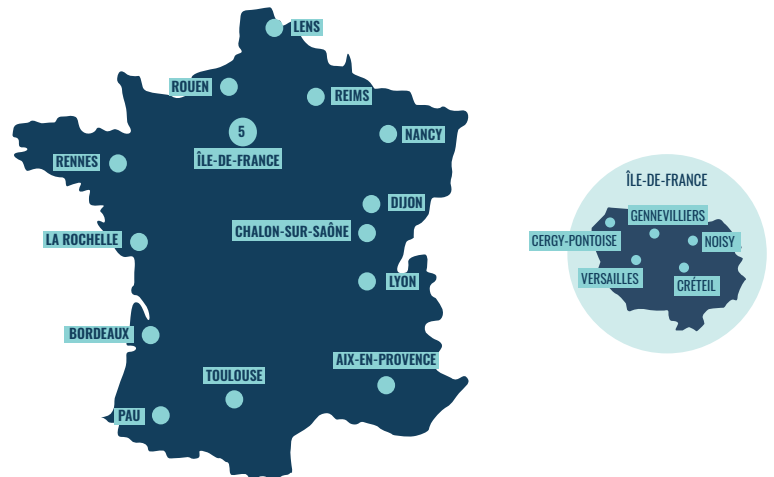 LENS
ROUEN
REIMS
5
NANCY
ÎLE-DE-FRANCE
RENNES
DIJON
CHALON-SUR-SAÔNE
LA ROCHELLE
LYON
BORDEAUX
AIX-EN-PROVENCE
TOULOUSE
PAU
ÎLE-DE-FRANCE
GENNEVILLIERS
CERGY-PONTOISE
NOISY
VERSAILLES
CRÉTEIL